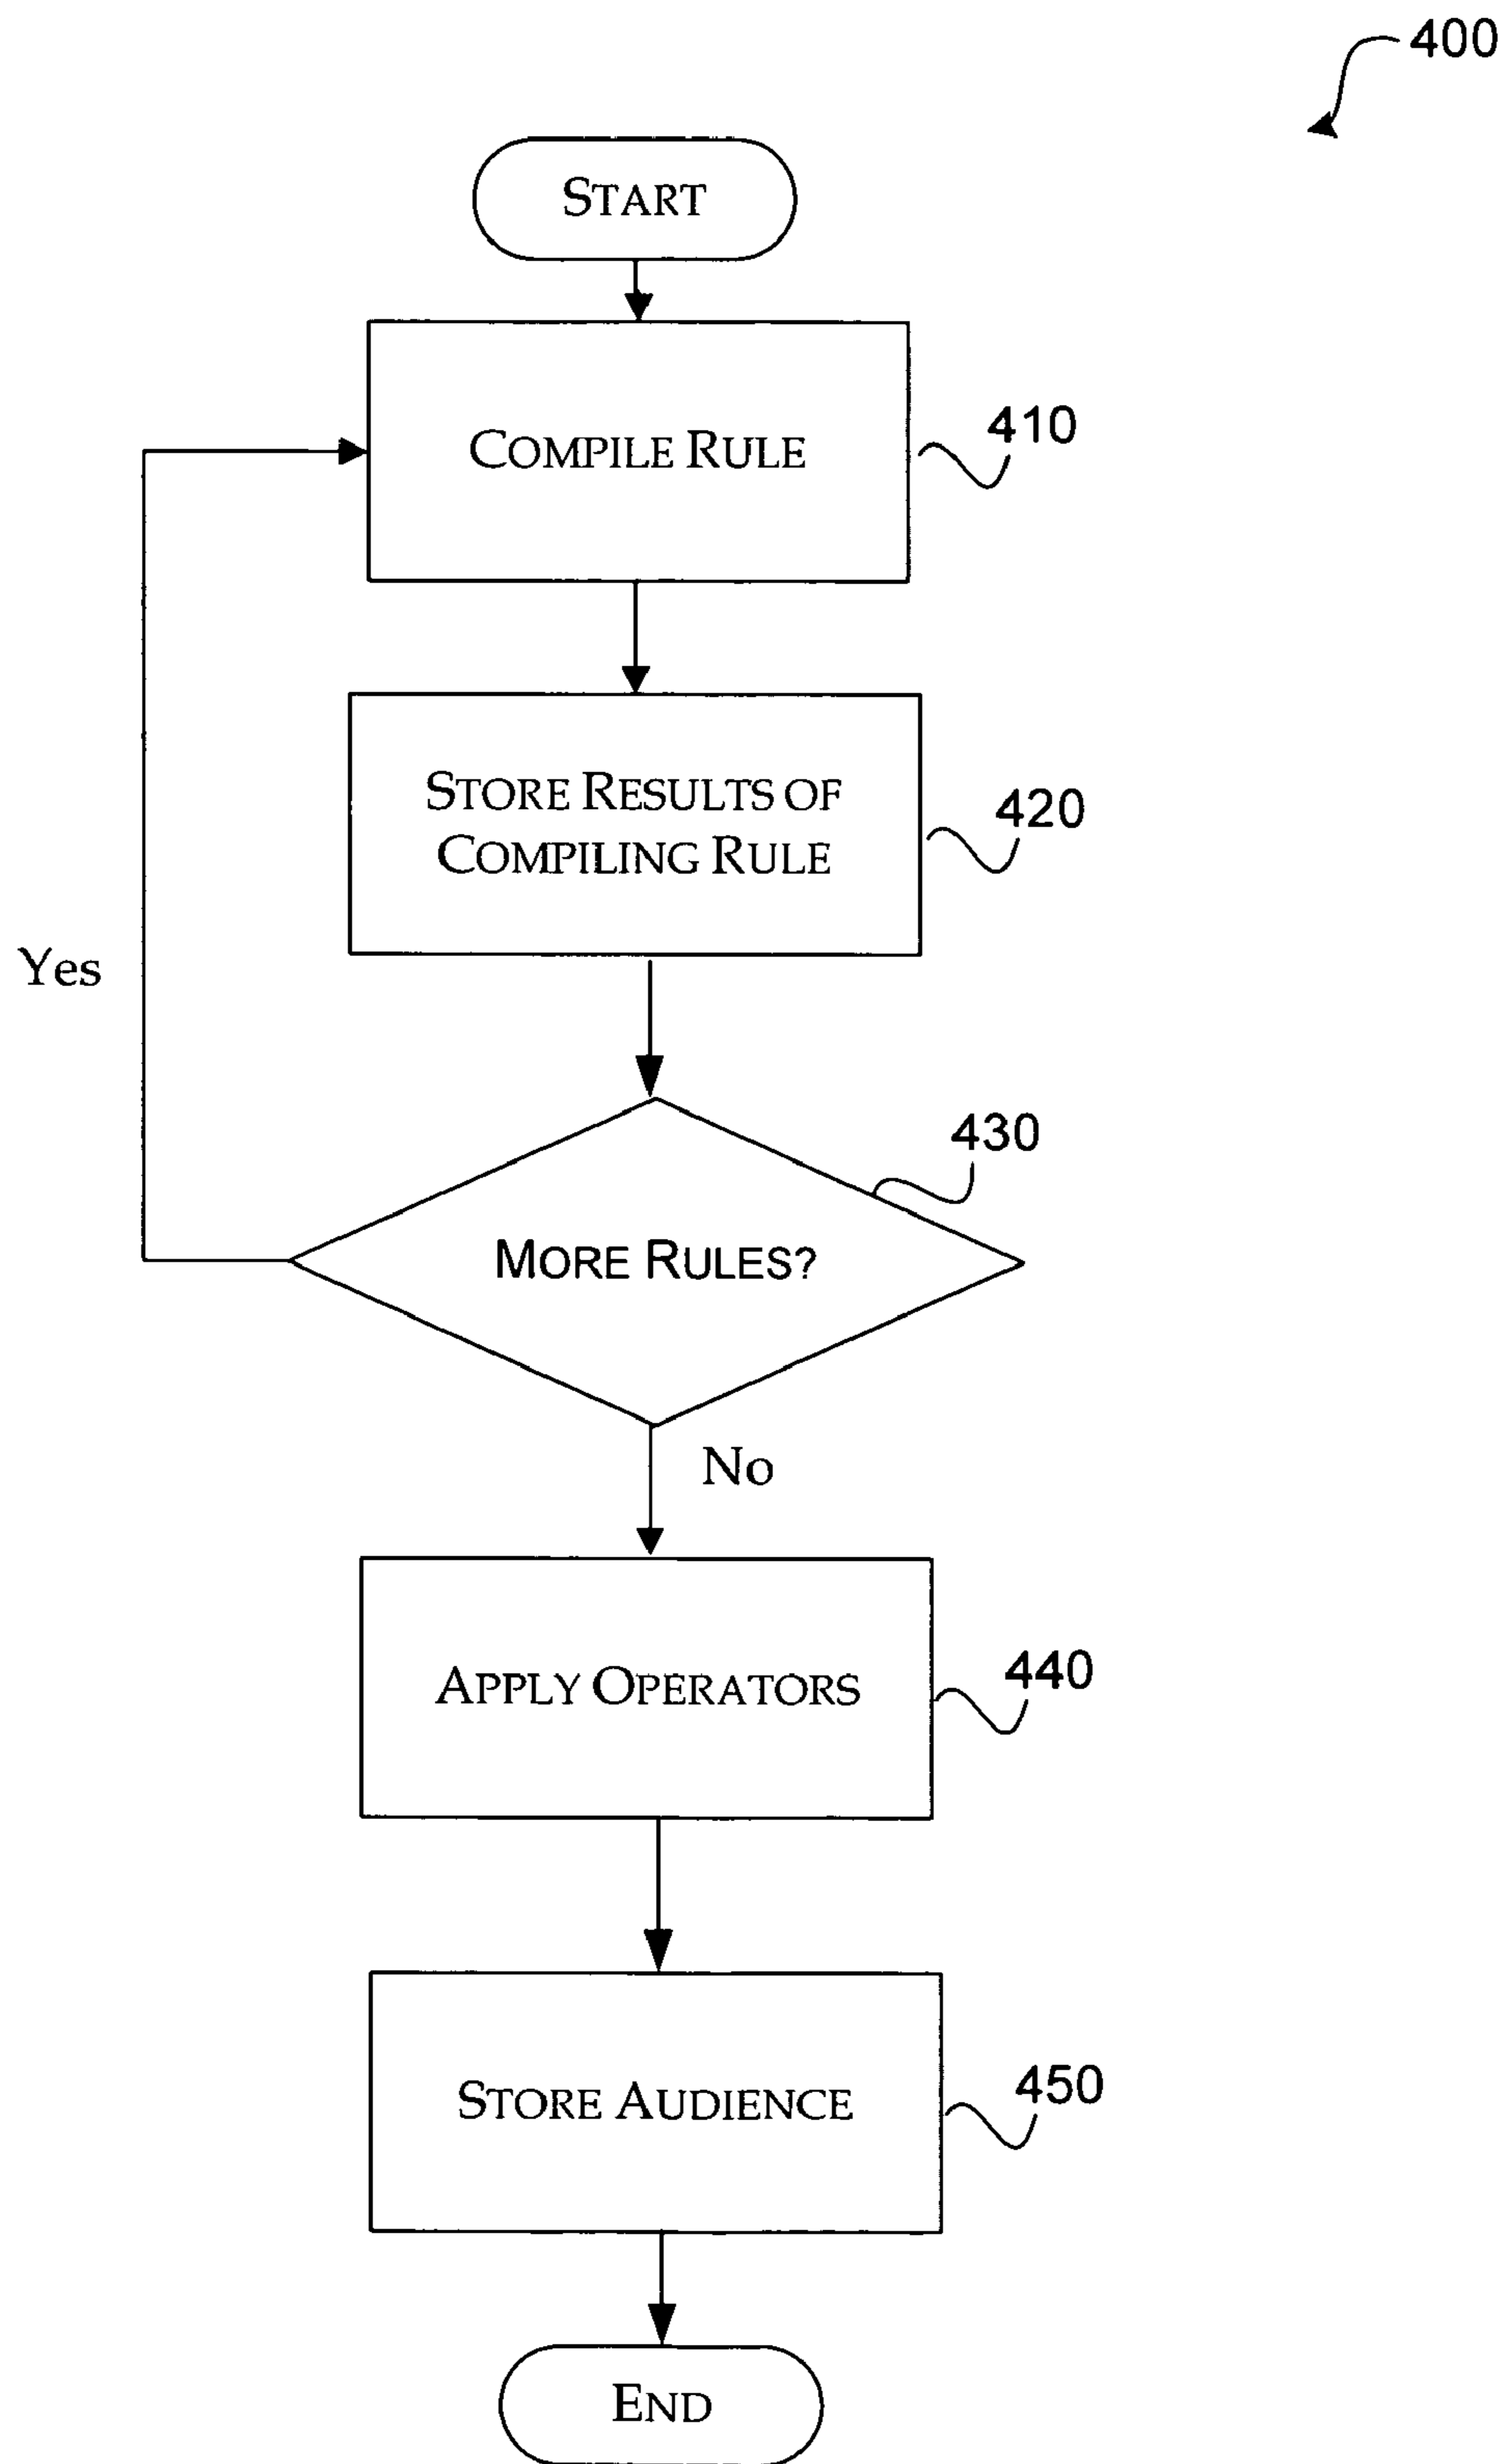 400
START
COMPILE RULE
410
STORE RESULTS OF
COMPILING RULE
420
Yes
430
MORE RULES?
No
APPLY OPERATORS
440
STORE AUDIENCE
450
END